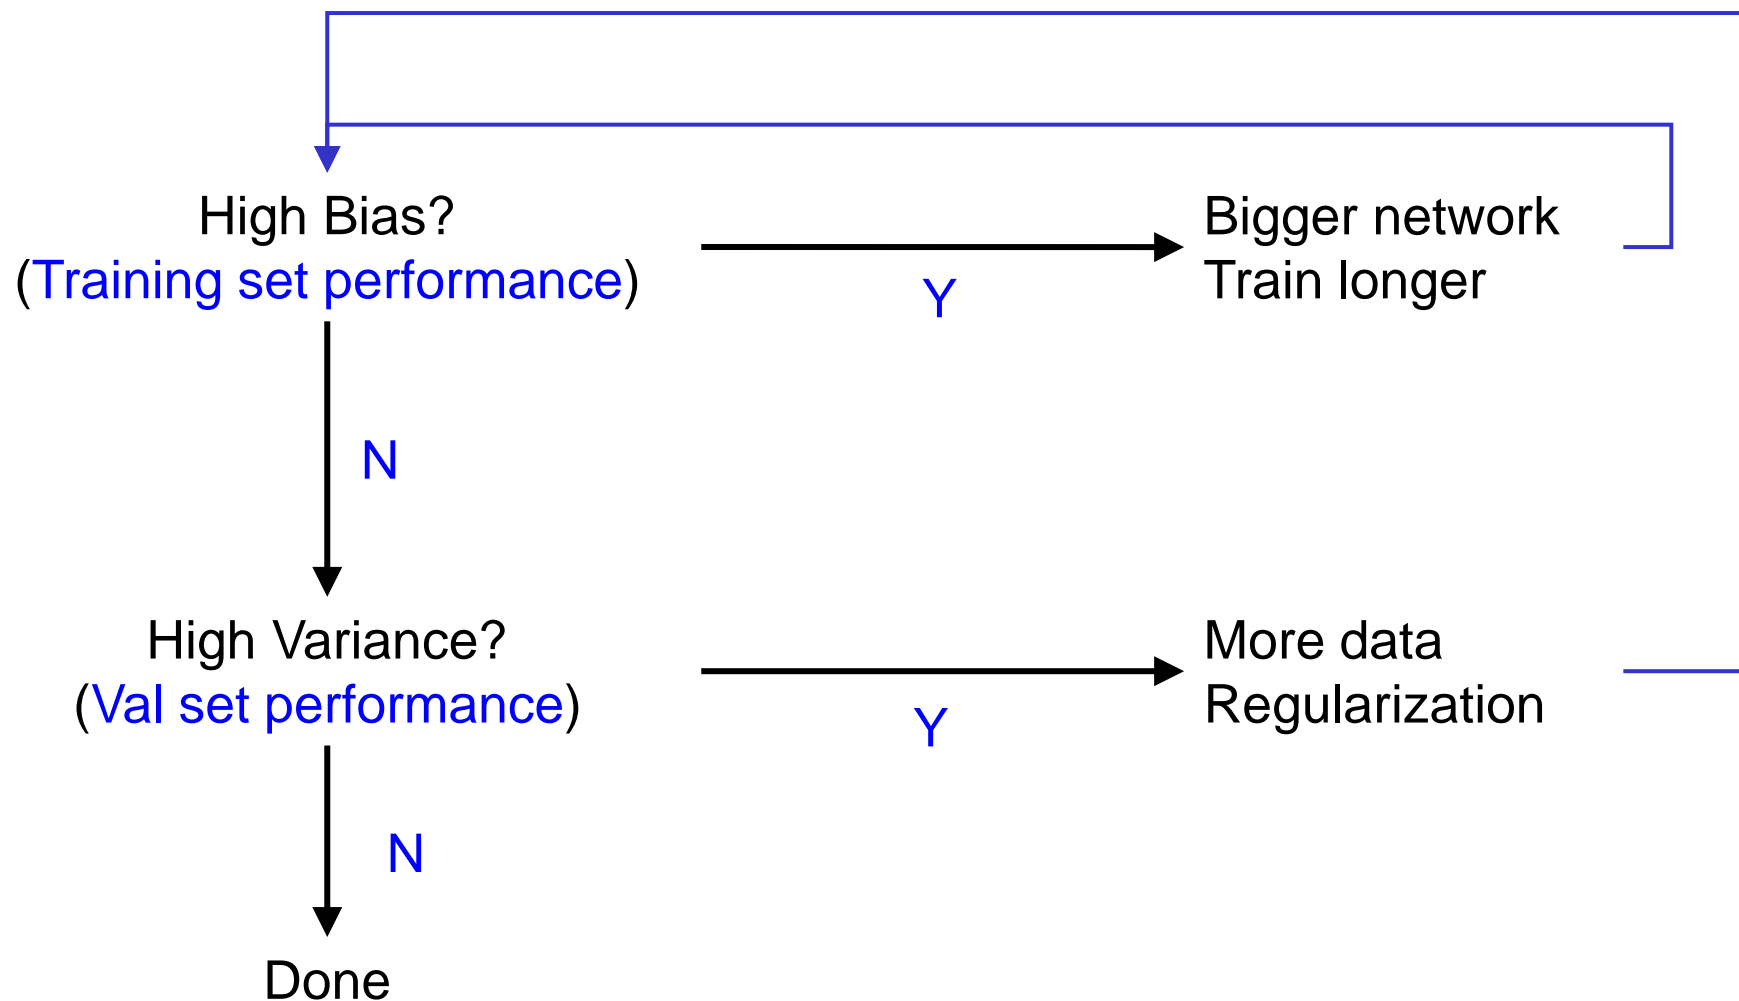 High Bias?
(Training set performance)
Y
Bigger network
Train longer
N
High Variance?
(Val set performance)
Y
More data
Regularization
N
Done